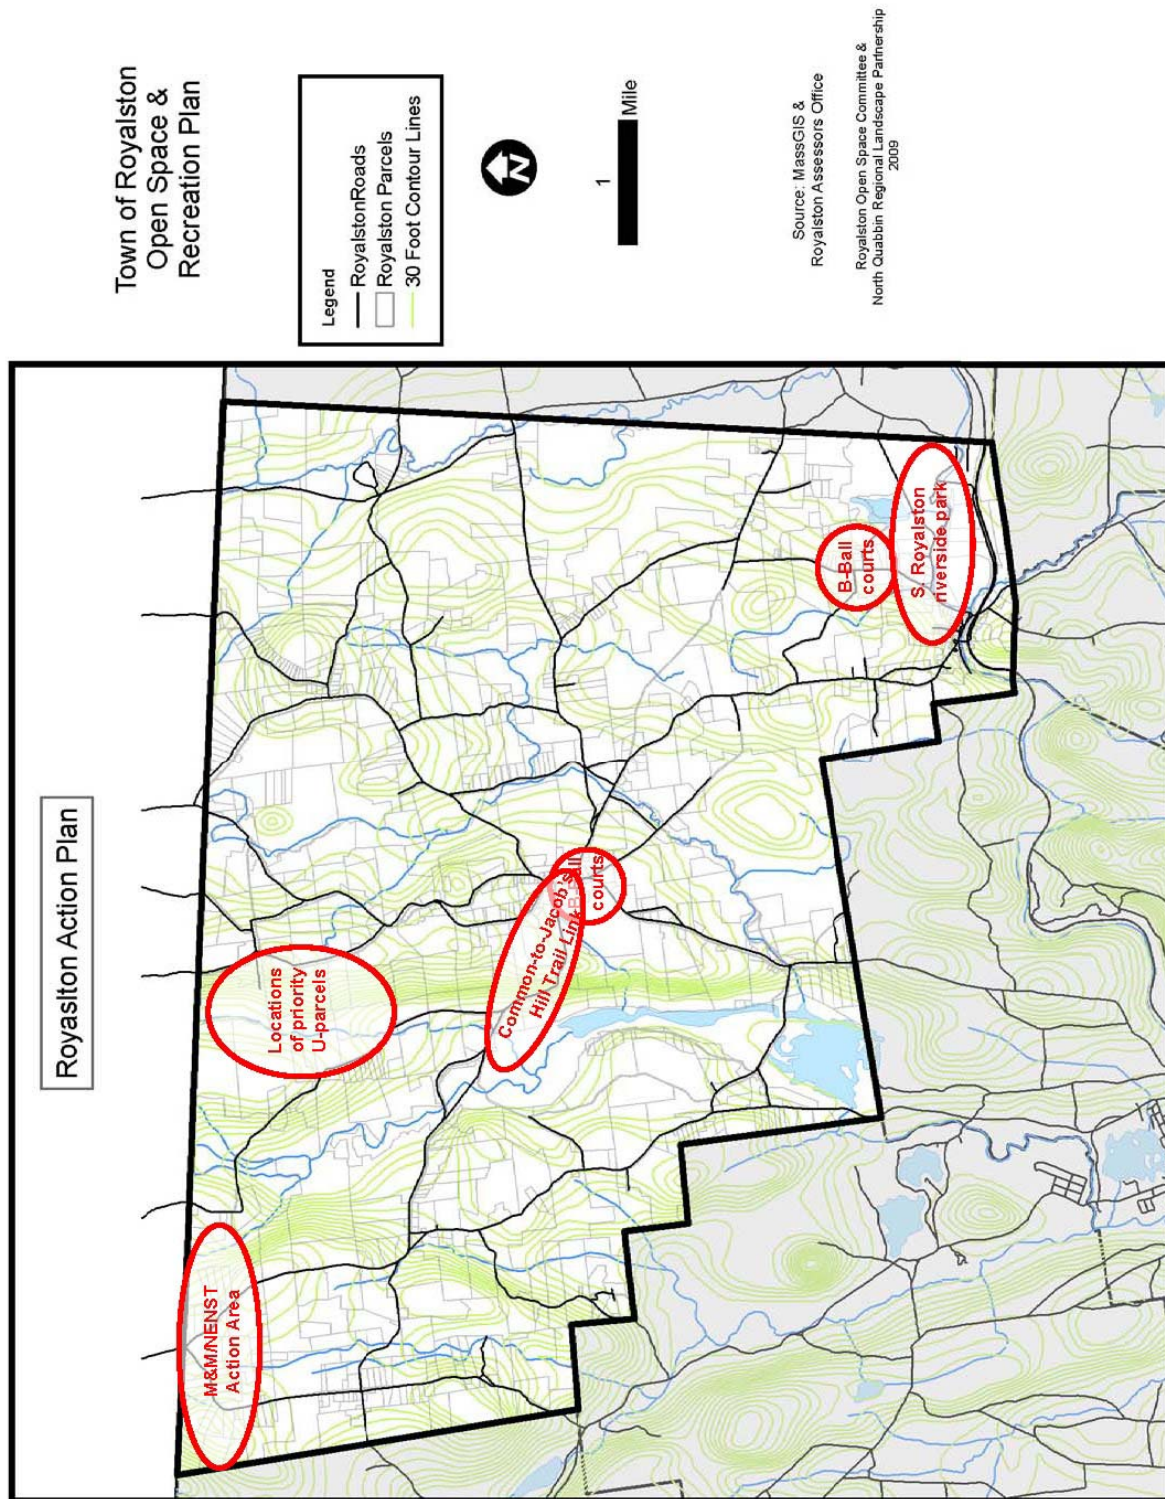 Royaslton Action Plan
Town of Royalston
Open Space &
Recreation Plan
Legend
RoyalstonRoads
Royalston Parcels
30 Foot Contour Lines
N
1
Mile
Source: MassGIS &
Royalston Assessors Office
Royalston Open Space Committee &
North Quabbin Regional Landscape Partnership
2009
M&M/NENST
Action Area
Locations
of priority
U-parcels
Common-to-Jacob's
Hill Trail Link
B-Ball
courts
B-Ball
courts
S. Royalston
riverside park